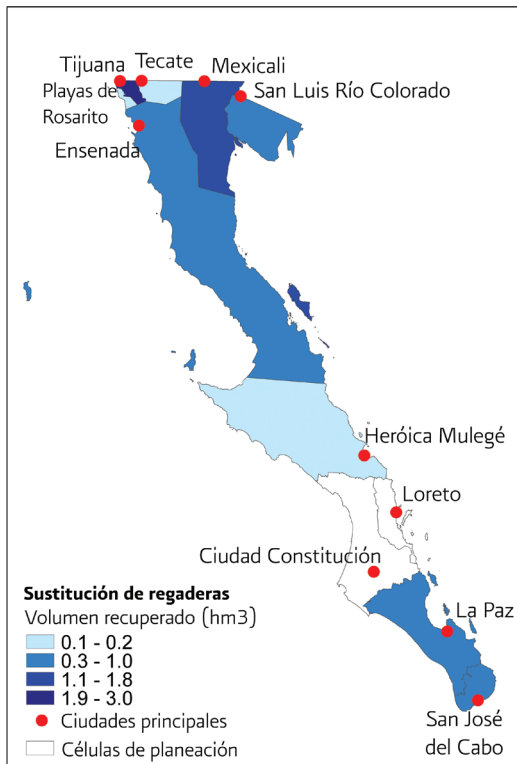 Tijuana
Tecate
Mexicali
Playas de
Rosarito
San Luis Río Colorado
Ensenada
Heróica Mulegé
Loreto
Ciudad Constitución
La Paz
San José
del Cabo
Sustitución de regaderas
Volumen recuperado (hm3)
0.1 - 0.2
0.3 - 1.0
1.1 - 1.8
1.9 - 3.0
Ciudades principales
Células de planeación